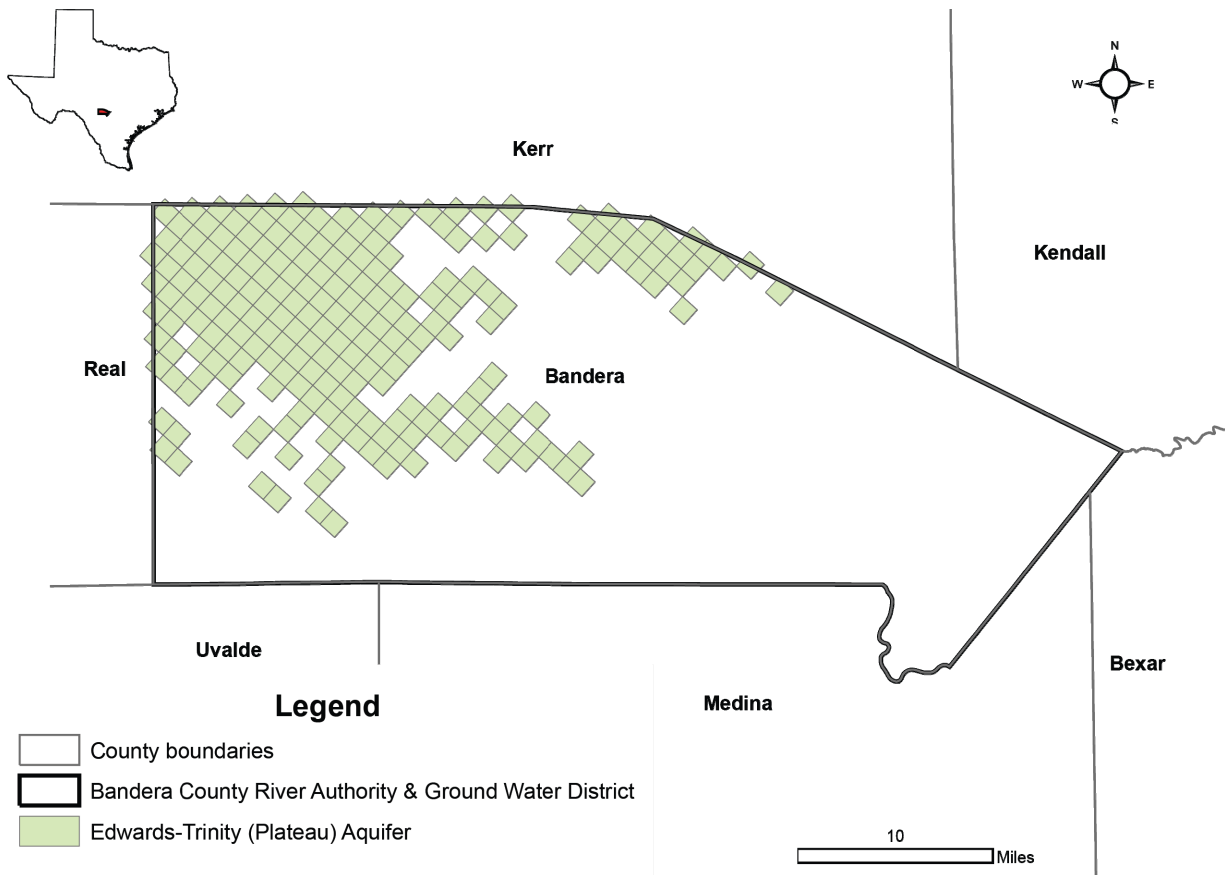 N
W E
S
Kerr
Kendall
Real
Bandera
Uvalde
Bexar
Medina
Legend
County boundaries
Bandera County River Authority & Ground Water District
Edwards-Trinity (Plateau) Aquifer
10
Miles